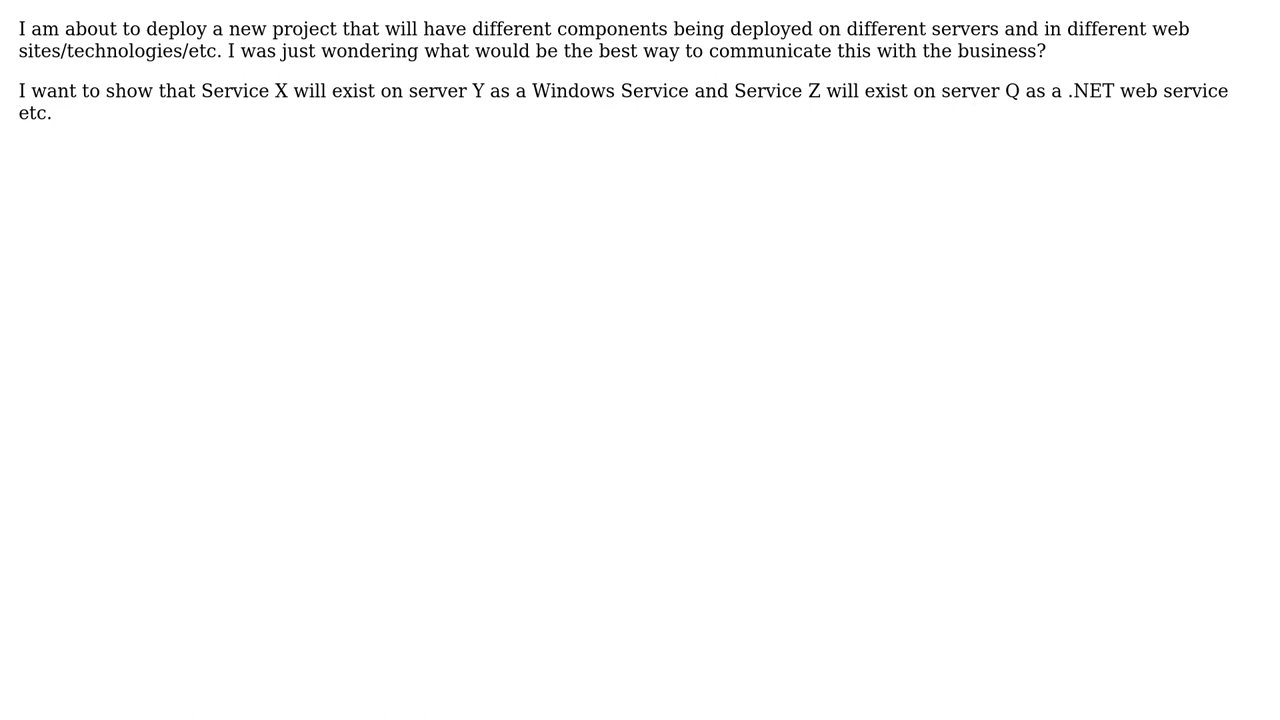 I am about to deploy a new project that will have different components being deployed on different servers and in different web
sites/technologies/etc. I was just wondering what would be the best way to communicate this with the business?
I want to show that Service X will exist on server Y as a Windows Service and Service Z will exist on server Q as a .NET web service
etc.